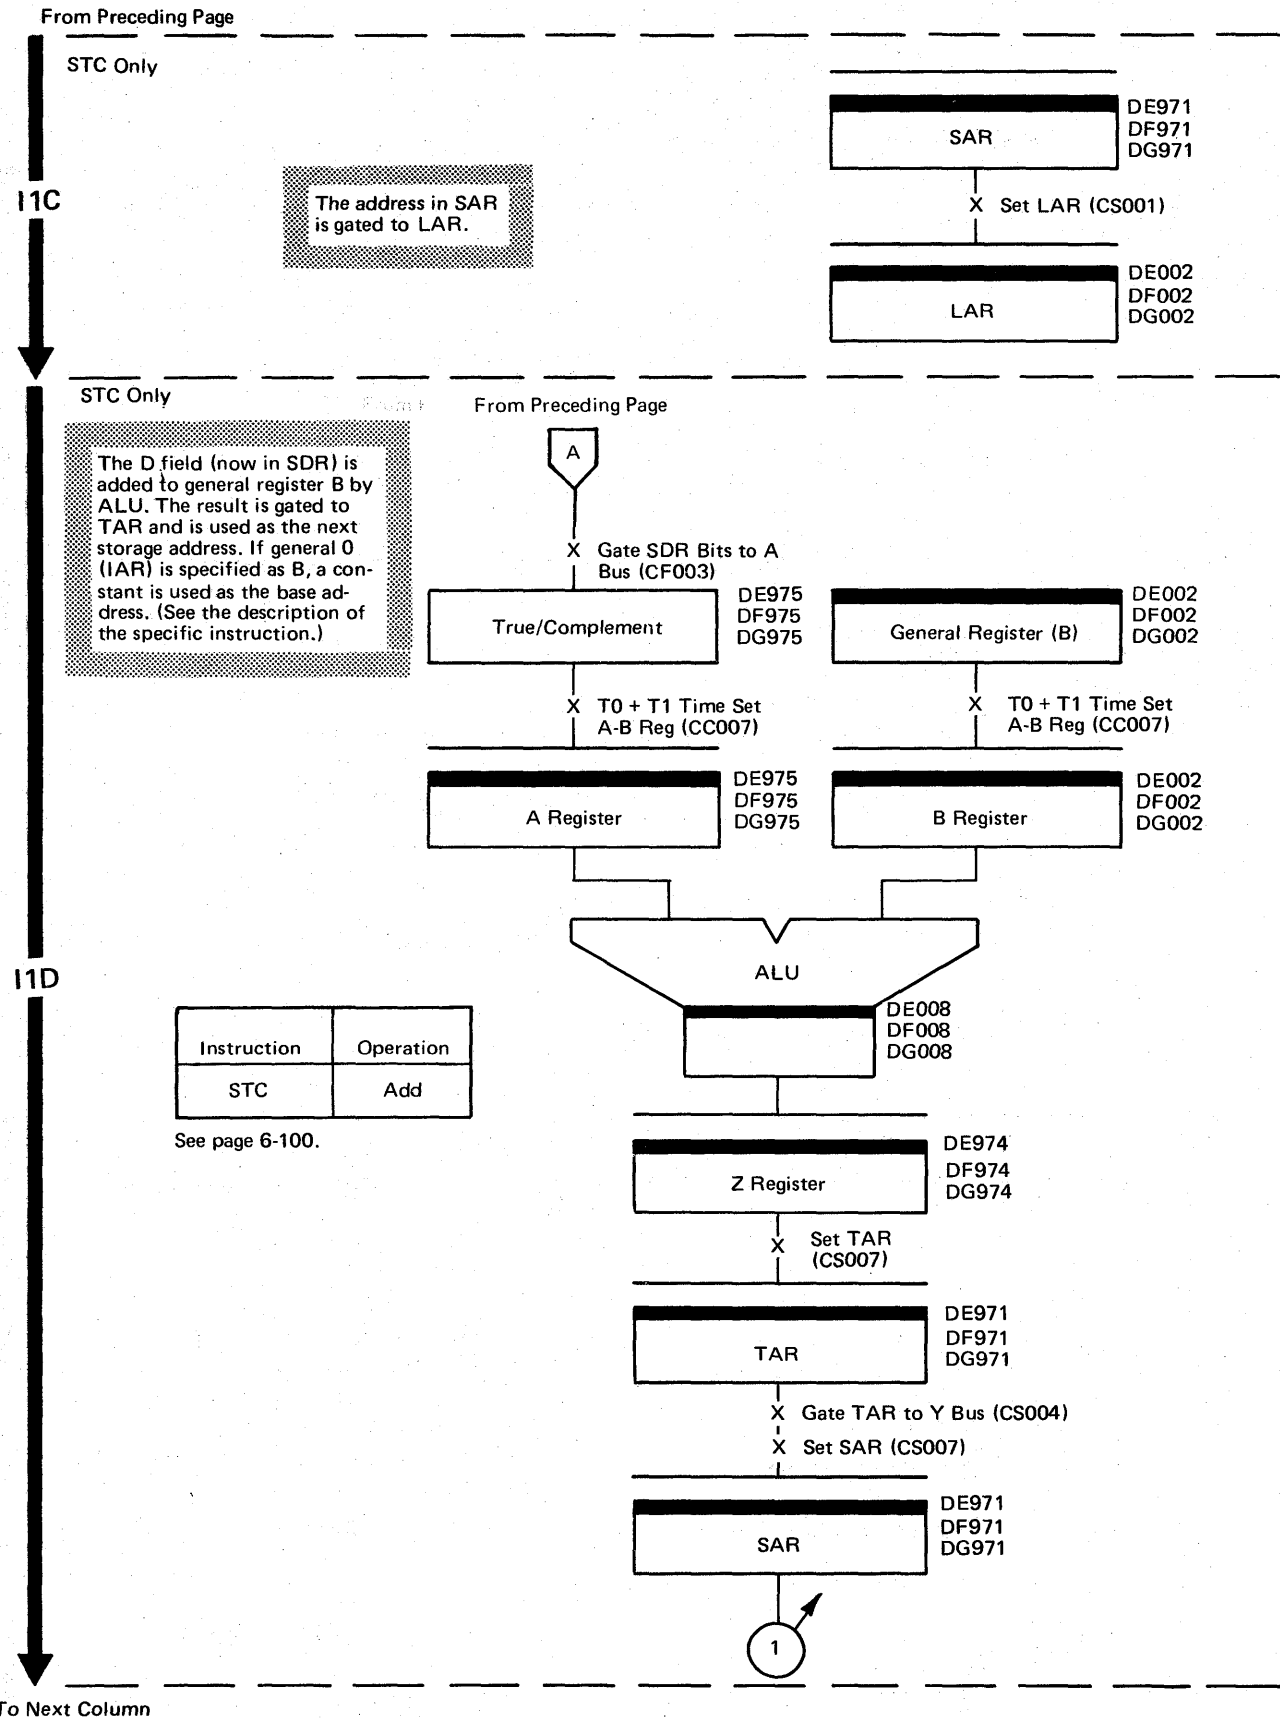 From Preceding Page
STC Only
DE971
DF971
DG971
SAR
I1C
The address in SAR
is gated to LAR.
X Set LAR (CS001)
DE002
DF002
DG002
LAR
STC Only
From Preceding Page
A
The D field (now in SDR) is
added to general register B by
ALU. The result is gated to
TAR and is used as the next
storage address. If general 0
(IAR) is specified as B, a con-
stant is used as the base ad-
dress. (See the description of
the specific instruction.)
X Gate SDR Bits to A
Bus (CF003)
DE975
DF975
DG975
True/Complement
DE002
DF002
DG002
General Register (B)
X T0 + T1 Time Set
A-B Reg (CC007)
X T0 + T1 Time Set
A-B Reg (CC007)
DE975
DF975
DG975
A Register
DE002
DF002
DG002
B Register
ALU
I1D
DE008
DF008
DG008
Instruction Operation
STC Add
See page 6-100.
DE974
DF974
DG974
Z Register
X Set TAR
(CS007)
DE971
DF971
DG971
TAR
X Gate TAR to Y Bus (CS004)
X Set SAR (CS007)
DE971
DF971
DG971
SAR
1
To Next Column